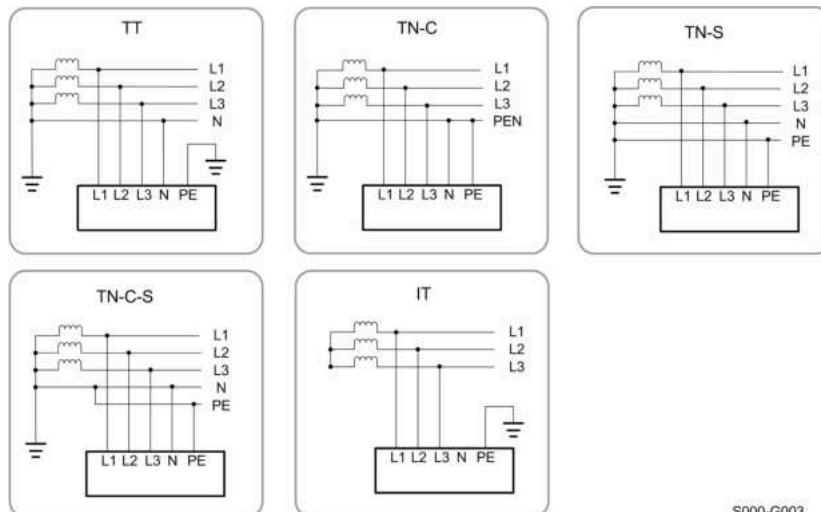 TT
L1
L2
L3
N
L1 L2 L3 N PE
TN-C
L1
L2
L3
PEN
L1 L2 L3 N PE
TN-S
L1
L2
L3
N
PE
L1 L2 L3 N PE
TN-C-S
L1
L2
L3
N
PE
L1 L2 L3 N PE
IT
L1
L2
L3
L1 L2 L3 N PE
S000-G003